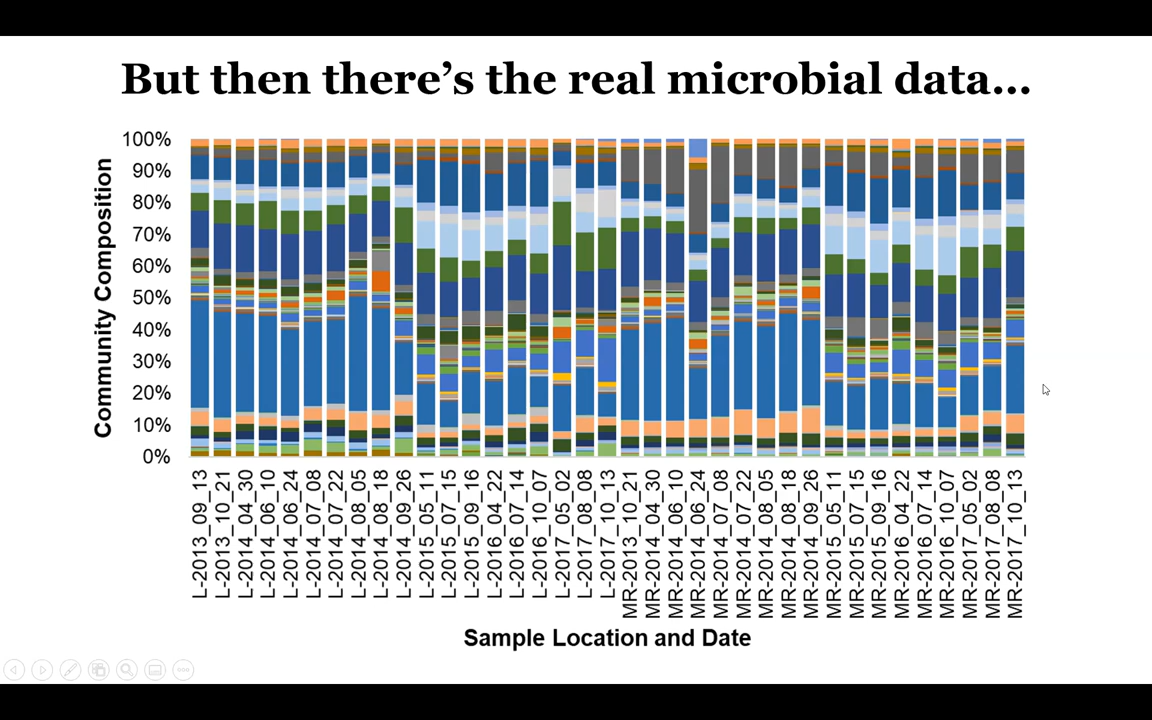 But then there's the real microbial data...
Community Composition
100%
90%
80%
70%
60%
50%
40%
30%
20%
10%
0%
L-2013_09_13
L-2013_10_21
L-2014_04_30
L-2014_06_10
L-2014_06_24
L-2014_07_08
L-2014_07_22
L-2014_08_05
L-2014_08_18
L-2014_09_26
L-2015_05_11
L-2015_07_15
L-2015_09_16
L-2016_04_22
L-2016_07_14
L-2016_10_07
L-2017_05_02
L-2017_08_08
L-2017_10_13
MR-2013_10_21
MR-2014_04_30
MR-2014_06_10
MR-2014_06_24
MR-2014_07_08
MR-2014_07_22
MR-2014_08_05
MR-2014_08_18
MR-2014_09_26
MR-2015_05_11
MR-2015_07_15
MR-2015_09_16
MR-2016_04_22
MR-2016_07_14
MR-2016_10_07
MR-2017_05_02
MR-2017_08_08
MR-2017_10_13
Sample Location and Date